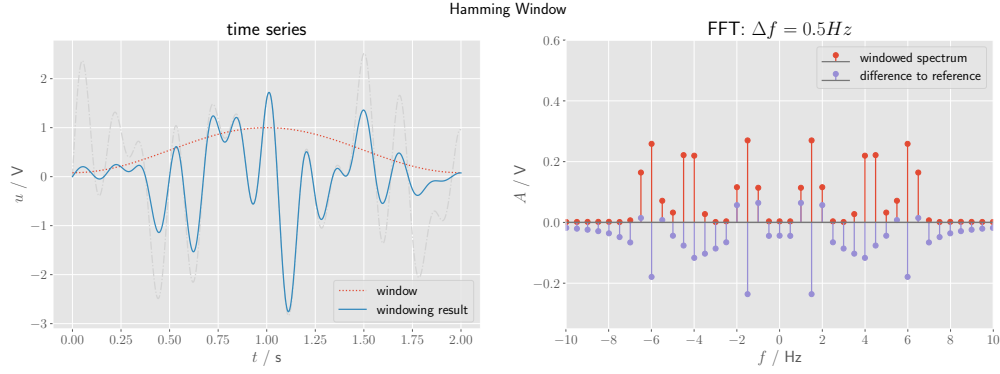 Hamming Window
time series
2
1
0
−1
−2
−3
u / V
0.00 0.25 0.50 0.75 1.00 1.25 1.50 1.75 2.00
t / s
window
windowing result
FFT: Δf = 0.5Hz
0.6
0.4
0.2
0.0
−0.2
A / V
−10 −8 −6 −4 −2 0 2 4 6 8 10
f / Hz
windowed spectrum
difference to reference